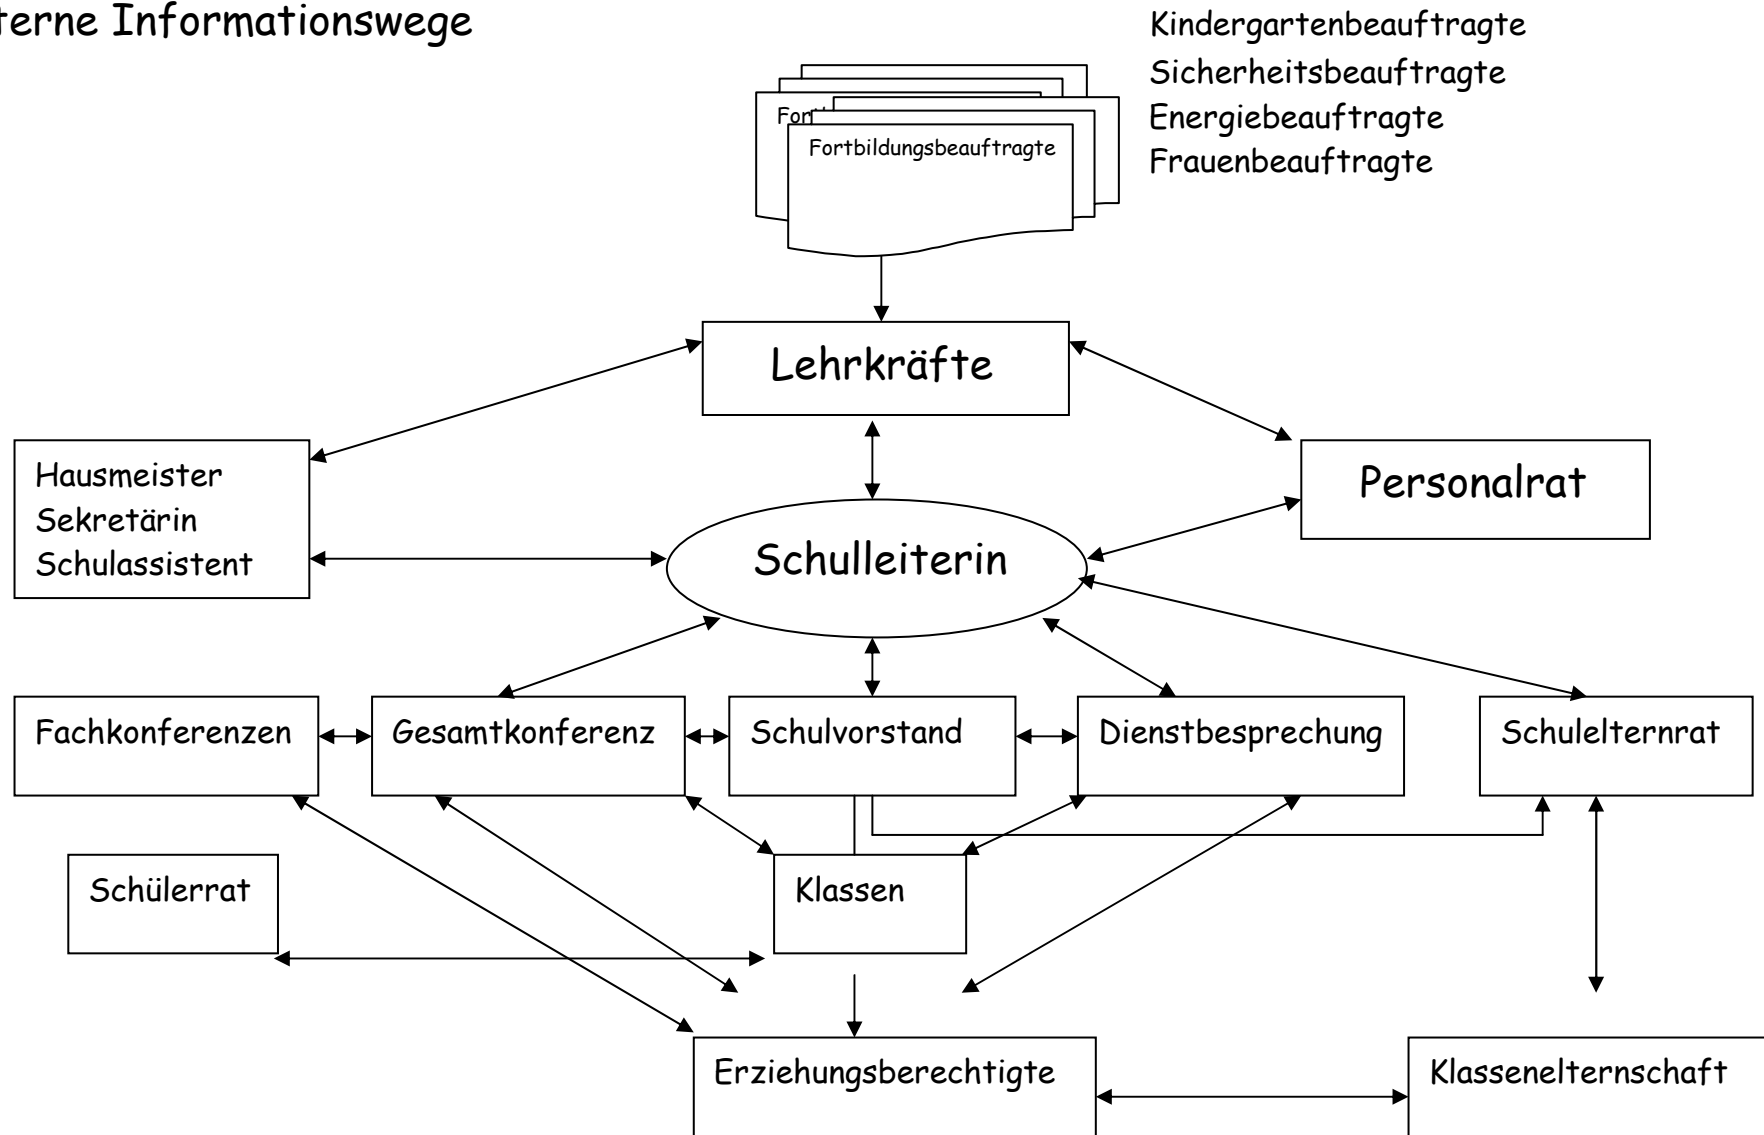 terne Informationswege
Kindergartenbeauftragte
Sicherheitsbeauftragte
Energiebeauftragte
Frauenbeauftragte
Fortbildungsbeauftragte
Lehrkräfte
Hausmeister
Sekretärin
Schulassistent
Personalrat
Schulleiterin
Fachkonferenzen
Gesamtkonferenz
Schulvorstand
Dienstbesprechung
Schulelternrat
Schülerrat
Klassen
Erziehungsberechtigte
Klassenelternschaft